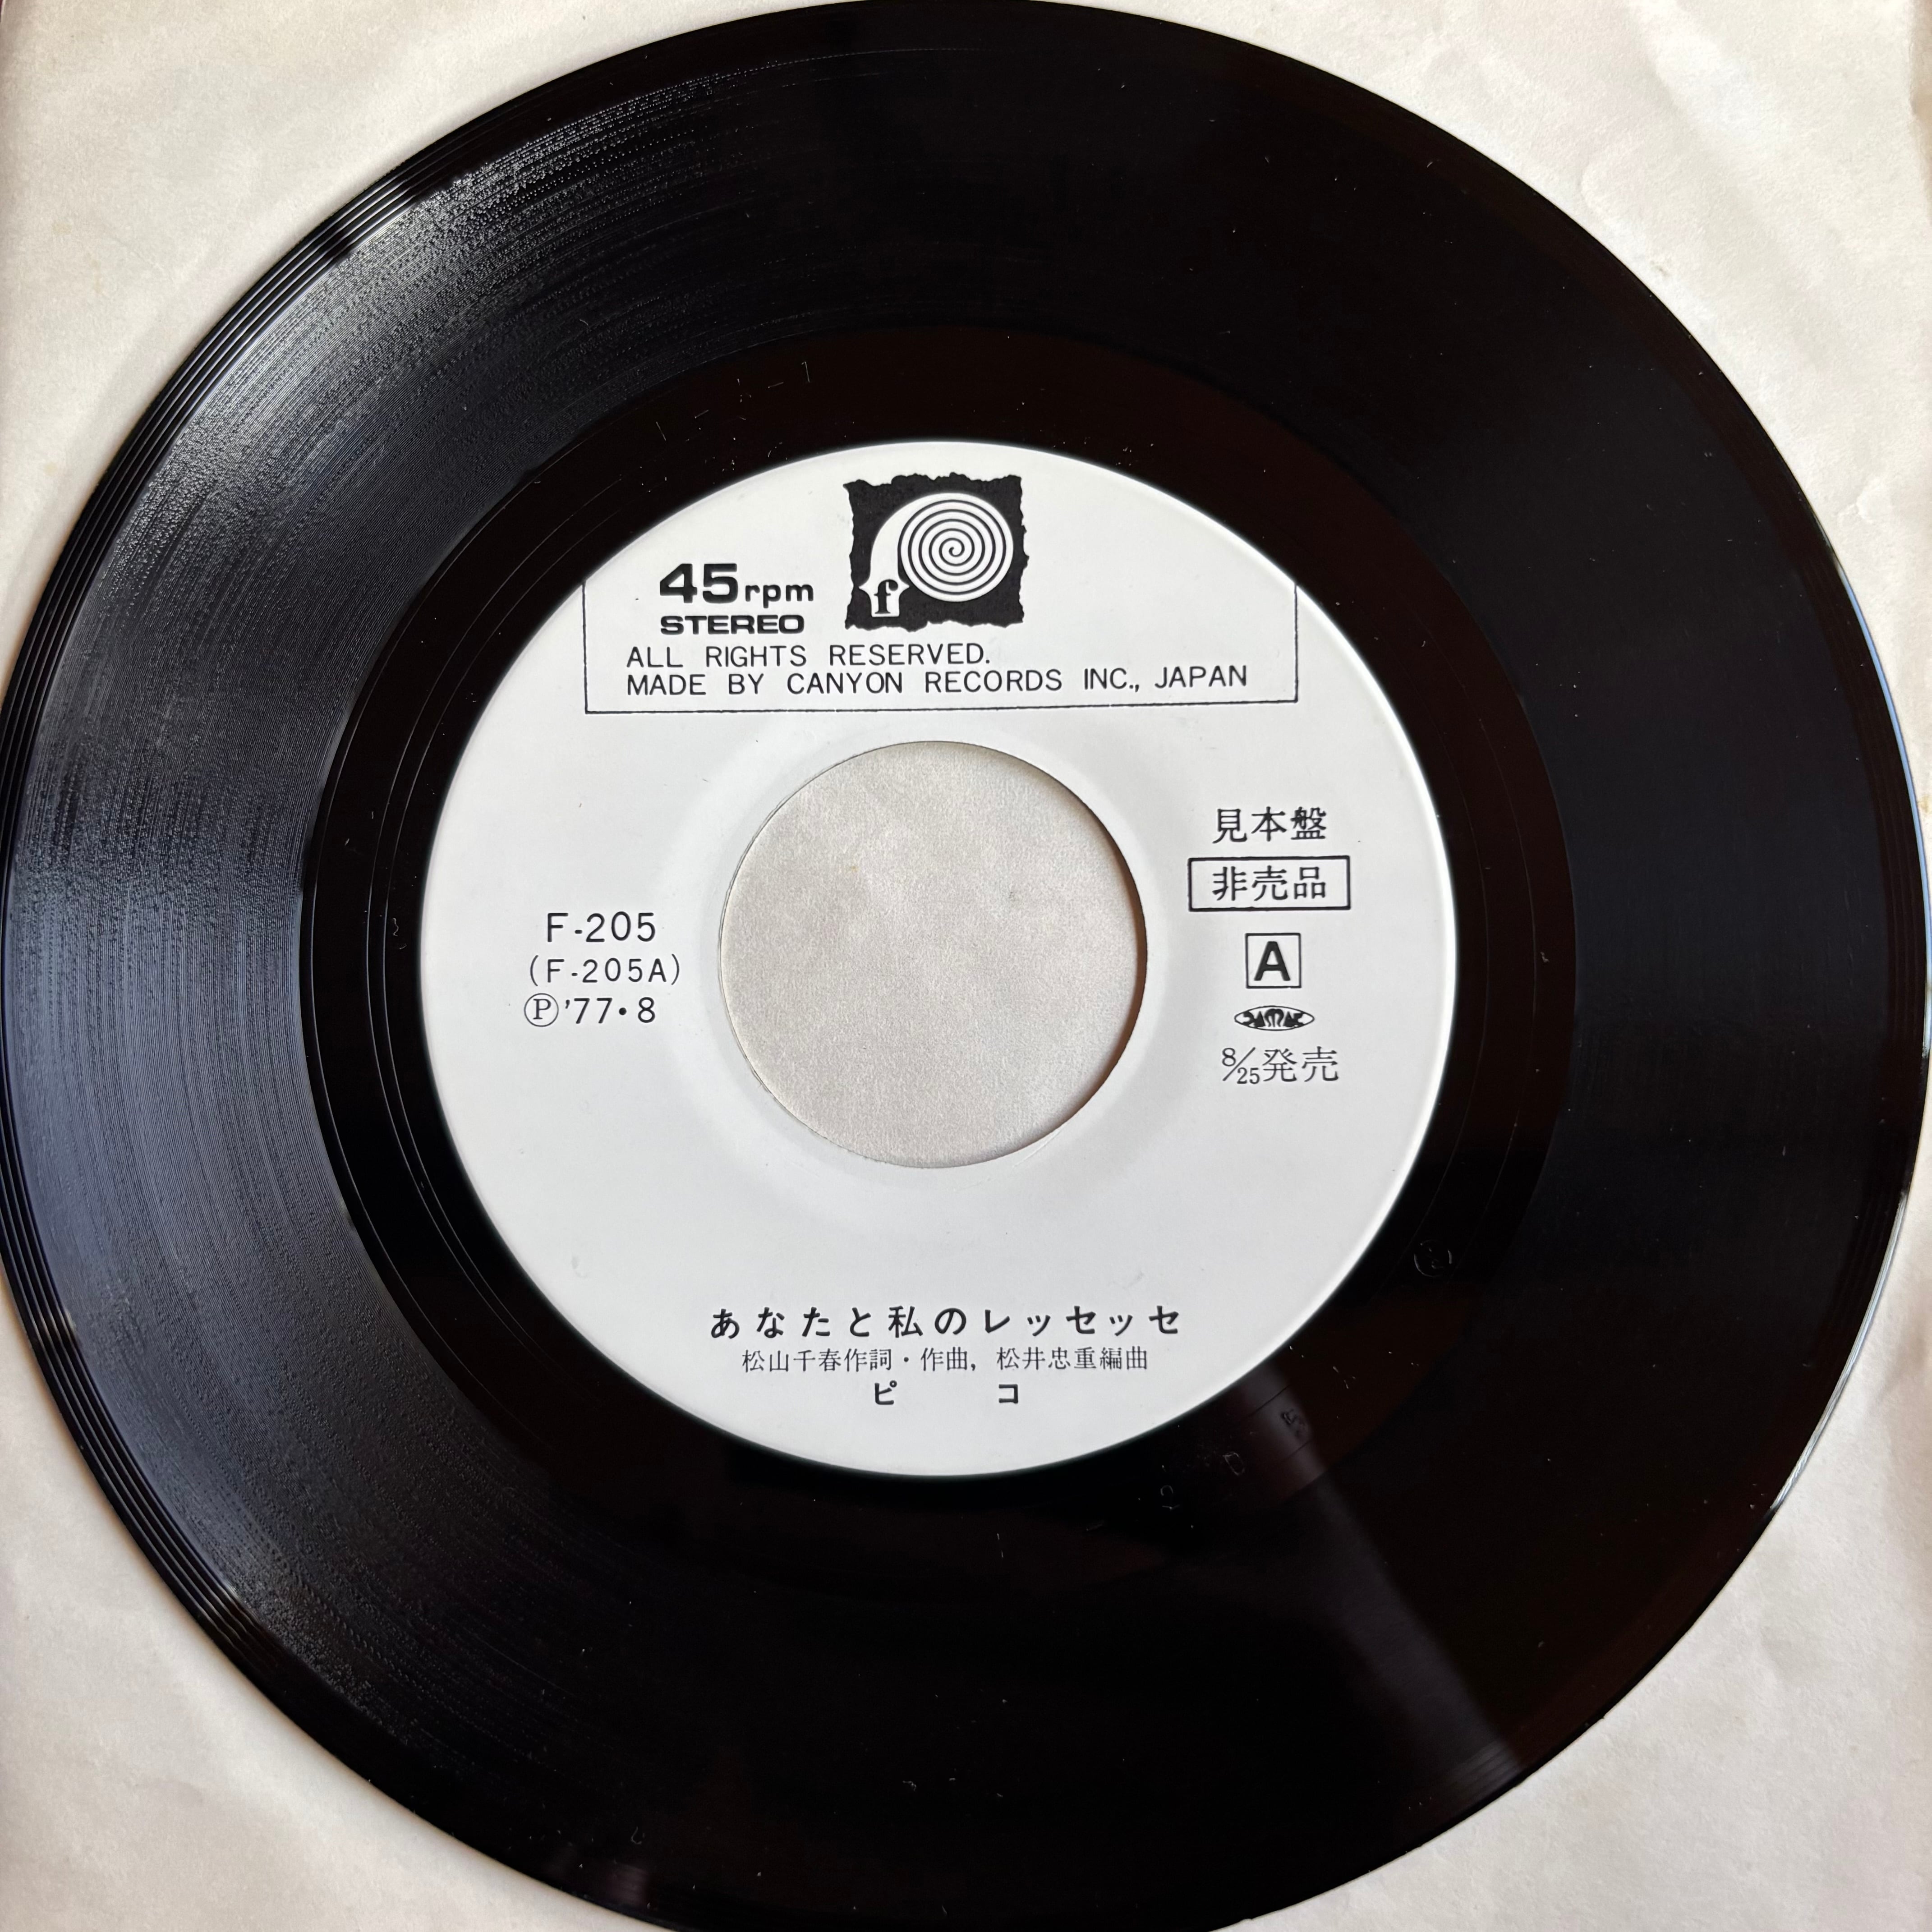 f
45rpm
STEREO
ALL RIGHTS RESERVED.
MADE BY CANYON RECORDS INC., JAPAN
F-205
(F-205A)
Ⓟ'77・8
見本盤
非売品
A
8/25発売
あなたと私のレッセッセ
松山千春作詞・作曲，松井忠重編曲
ピコ